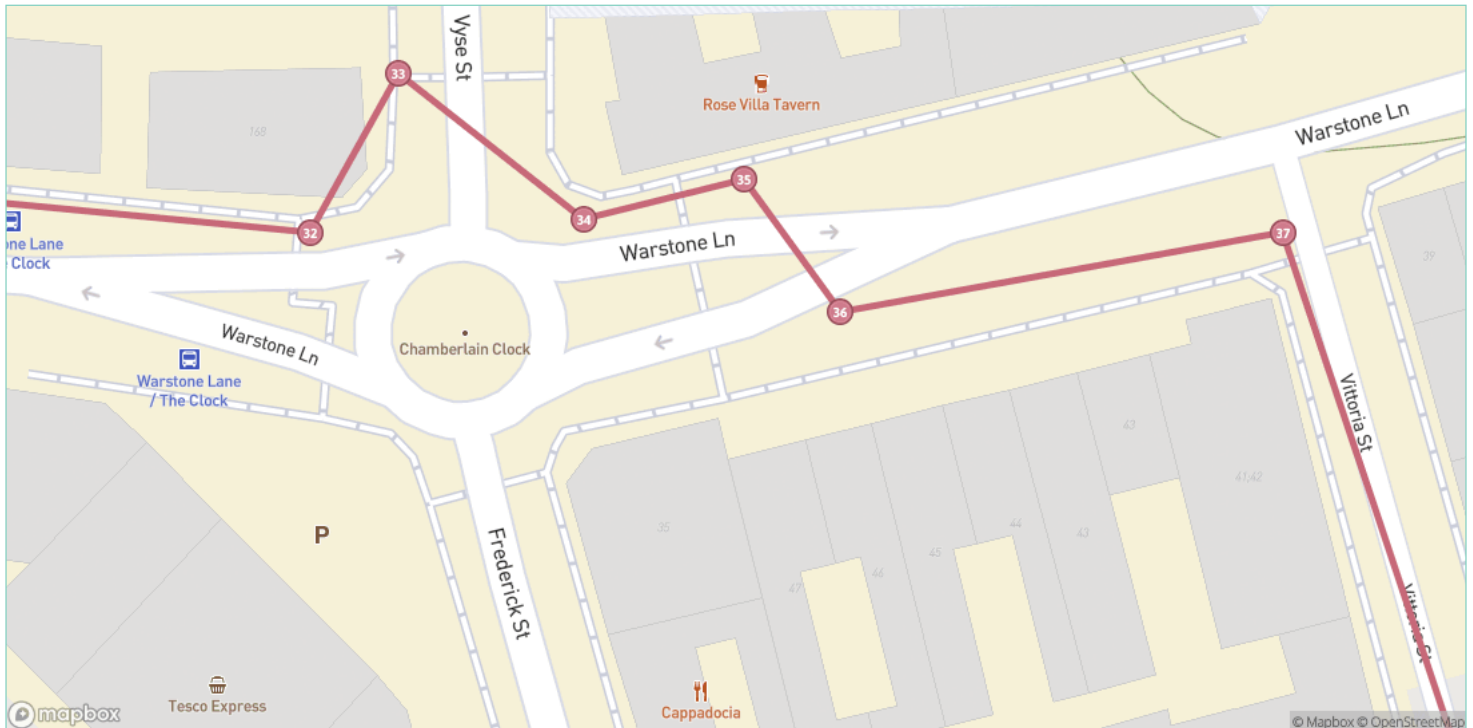 Vyse St
33
Rose Villa Tavern
168
Warstone Ln
35
34
32
37
one Lane
e Clock
Warstone Ln
39
36
Warstone Ln
Chamberlain Clock
Warstone Lane
/ The Clock
Vittoria St
43
41,42
P
35
44
43
45
46
47
Frederick St
Vittoria St
Tesco Express
Cappadocia
mapbox
© Mapbox © OpenStreetMap